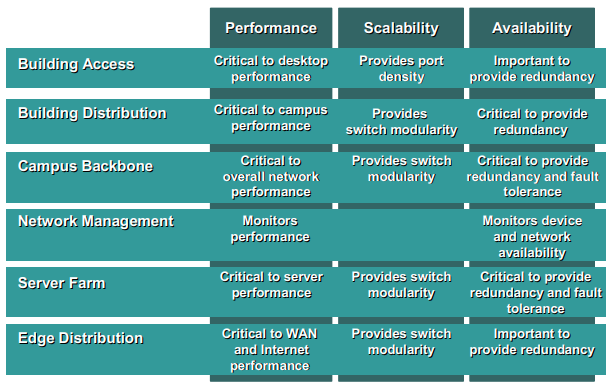 Performance Scalability Availability
Building Access
Critical to desktop
performance
Provides port
density
Important to
provide redundancy
Building Distribution
Critical to campus
performance
Provides
switch modularity
Critical to provide
redundancy
Campus Backbone
Critical to
overall network
performance
Provides switch
modularity
Critical to provide
redundancy and fault
tolerance
Network Management
Monitors
performance
Monitors device
and network
availability
Server Farm
Critical to server
performance
Provides switch
modularity
Critical to provide
redundancy and fault
tolerance
Edge Distribution
Critical to WAN
and Internet
performance
Provides switch
modularity
Important to
provide redundancy